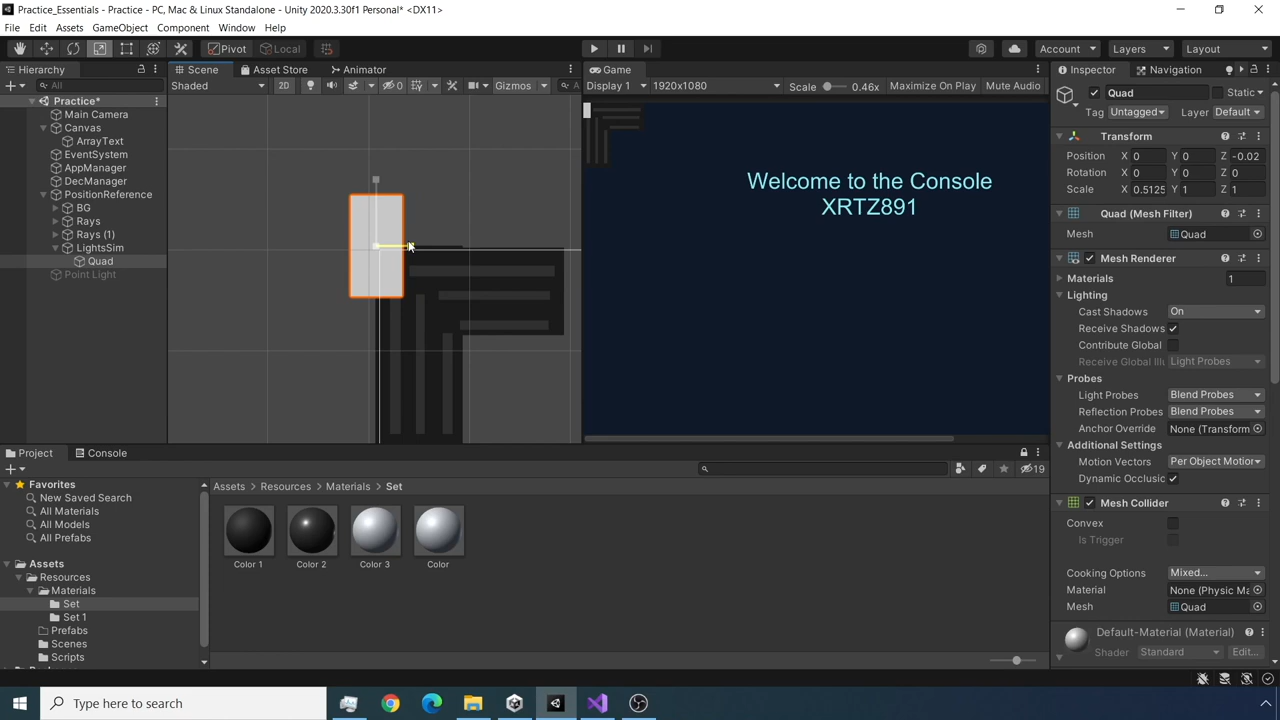 Practice_Essentials - Practice - PC, Mac & Linux Standalone - Unity 2020.3.30f1 Personal* <DX11>
File Edit Assets GameObject Component Window Help
Pivot Local Account Layers Layout
Hierarchy Scene Asset Store Animator Game Inspector Navigation
All Shaded 2D 0 Gizmos A Display 1 1920x1080 Scale 0.46x Maximize On Play Mute Audio Quad Static
Practice*
Main Camera
Canvas
ArrayText
EventSystem
AppManager
DecManager
PositionReference
BG
Rays
Rays (1)
LightsSim
Quad
Point Light
Welcome to the Console
XRTZ891
Tag Untagged Layer Default
Transform
Position X 0 Y 0 Z -0.02
Rotation X 0 Y 0 Z 0
Scale X 0.5125 Y 1 Z 1
Quad (Mesh Filter)
Mesh Quad
Mesh Renderer
Materials 1
Lighting
Cast Shadows On
Receive Shadows
Contribute Global
Receive Global Illu Light Probes
Probes
Light Probes Blend Probes
Reflection Probes Blend Probes
Anchor Override None (Transform
Additional Settings
Motion Vectors Per Object Motion
Dynamic Occlusic
Mesh Collider
Convex
Is Trigger
Cooking Options Mixed...
Material None (Physic Ma
Mesh Quad
Default-Material (Material)
Shader Standard Edit...
Project Console
19
Favorites
New Saved Search
All Materials
All Models
All Prefabs
Assets
Resources
Materials
Set
Set 1
Prefabs
Scenes
Scripts
Assets Resources Materials Set
Color 1 Color 2 Color 3 Color
Type here to search